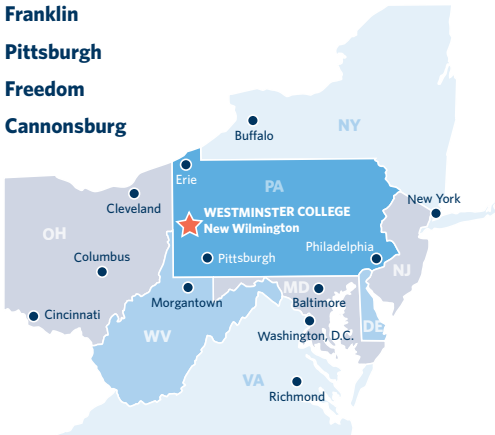 Franklin
Pittsburgh
Freedom
Cannonsburg
Buffalo
NY
Erie
PA
Cleveland
WESTMINSTER COLLEGE
New Wilmington
New York
OH
Philadelphia
Columbus
Pittsburgh
NJ
MD
Morgantown
Baltimore
Cincinnati
DE
WV
Washington, D.C.
VA
Richmond